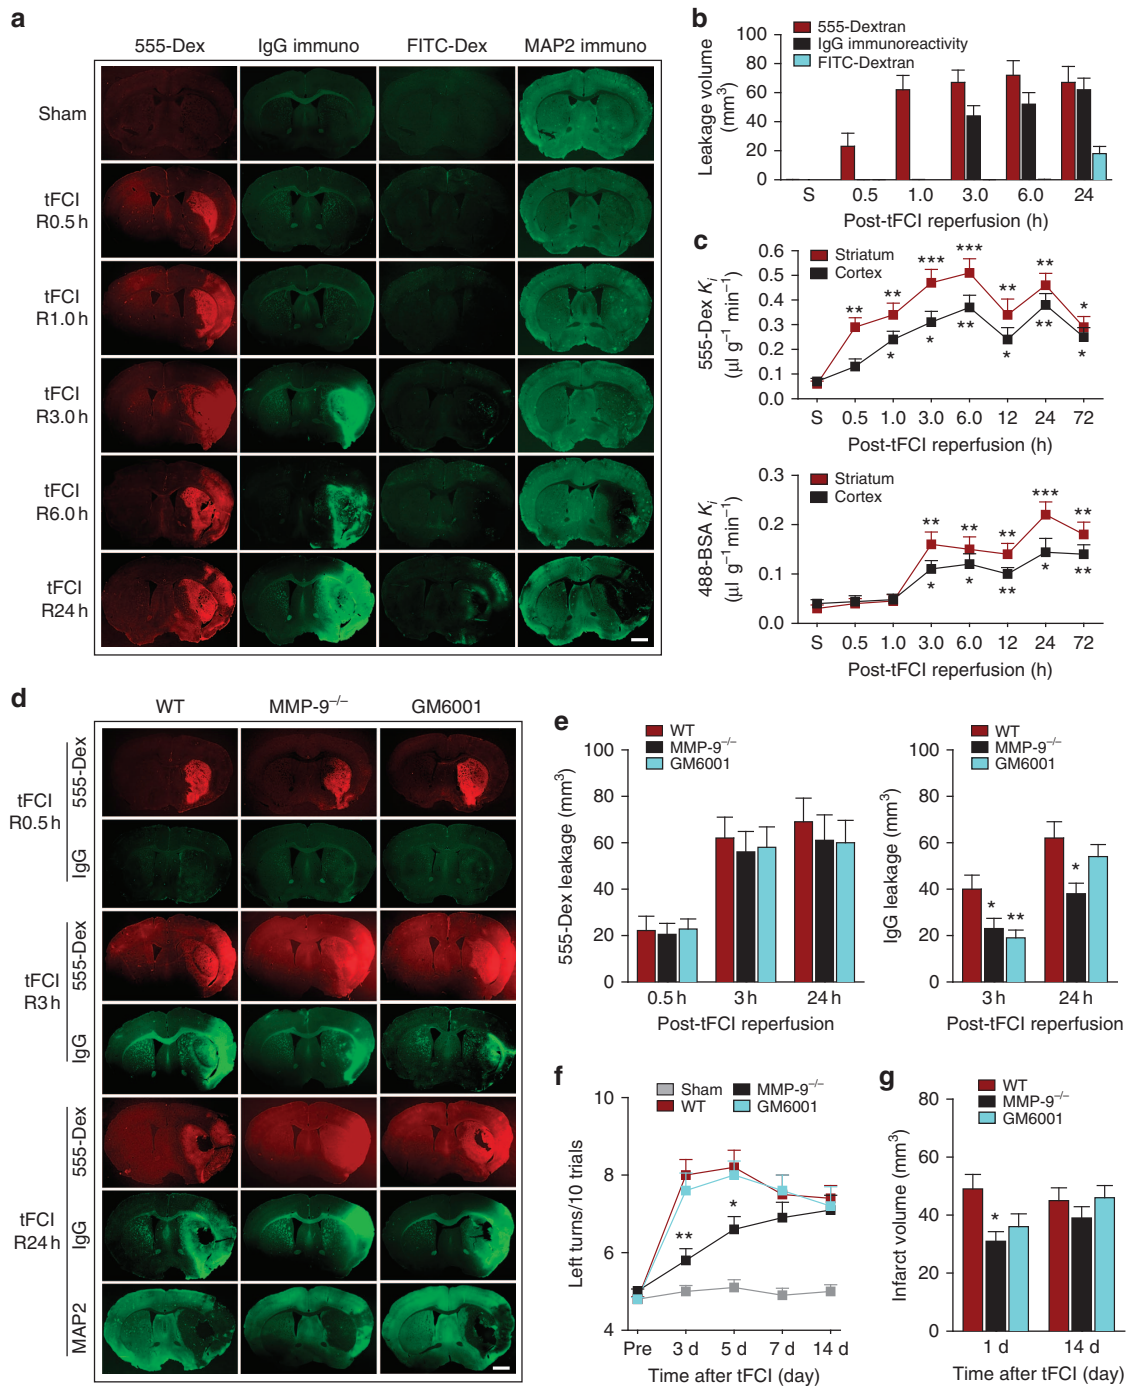 a
555-Dex IgG immuno FITC-Dex MAP2 immuno
Sham
tFCI
R0.5 h
tFCI
R1.0 h
tFCI
R3.0 h
tFCI
R6.0 h
tFCI
R24 h
b
555-Dextran
IgG immunoreactivity
FITC-Dextran
Leakage volume
(mm³)
100
80
60
40
20
0
S 0.5 1.0 3.0 6.0 24
Post-tFCI reperfusion (h)
c
Striatum
Cortex
555-Dex Kᵢ
(µl g⁻¹ min⁻¹)
0.6
0.5
0.4
0.3
0.2
0.1
0.0
** ** *** *** ** *
* * ** * ** *
S 0.5 1.0 3.0 6.0 12 24 72
Post-tFCI reperfusion (h)
Striatum
Cortex
488-BSA Kᵢ
(µl g⁻¹ min⁻¹)
0.3
0.2
0.1
0.0
** ** ** *** **
* * ** * **
S 0.5 1.0 3.0 6.0 12 24 72
Post-tFCI reperfusion (h)
d
WT MMP-9⁻/⁻ GM6001
tFCI
R0.5 h
555-Dex
IgG
tFCI
R3 h
555-Dex
IgG
tFCI
R24 h
555-Dex
IgG
MAP2
e
WT
MMP-9⁻/⁻
GM6001
555-Dex leakage (mm³)
100
80
60
40
20
0
0.5 h 3 h 24 h
Post-tFCI reperfusion
WT
MMP-9⁻/⁻
GM6001
IgG leakage (mm³)
100
80
60
40
20
0
* ** *
3 h 24 h
Post-tFCI reperfusion
f
Sham MMP-9⁻/⁻
WT GM6001
Left turns/10 trials
10
8
6
4
** *
Pre 3 d 5 d 7 d 14 d
Time after tFCI (day)
g
WT
MMP-9⁻/⁻
GM6001
Infarct volume (mm³)
80
60
40
20
0
*
1 d 14 d
Time after tFCI (day)